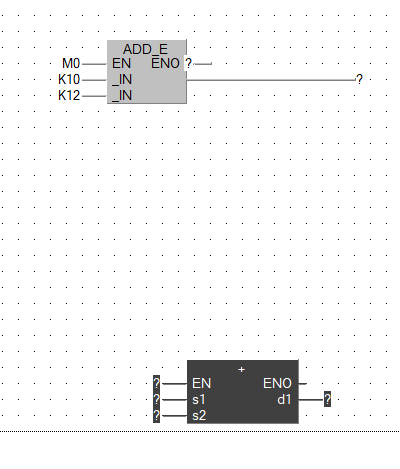 ADD_E
M0 EN ENO ?
K10 _IN ?
K12 _IN
+
? EN ENO
? s1 d1 ?
? s2